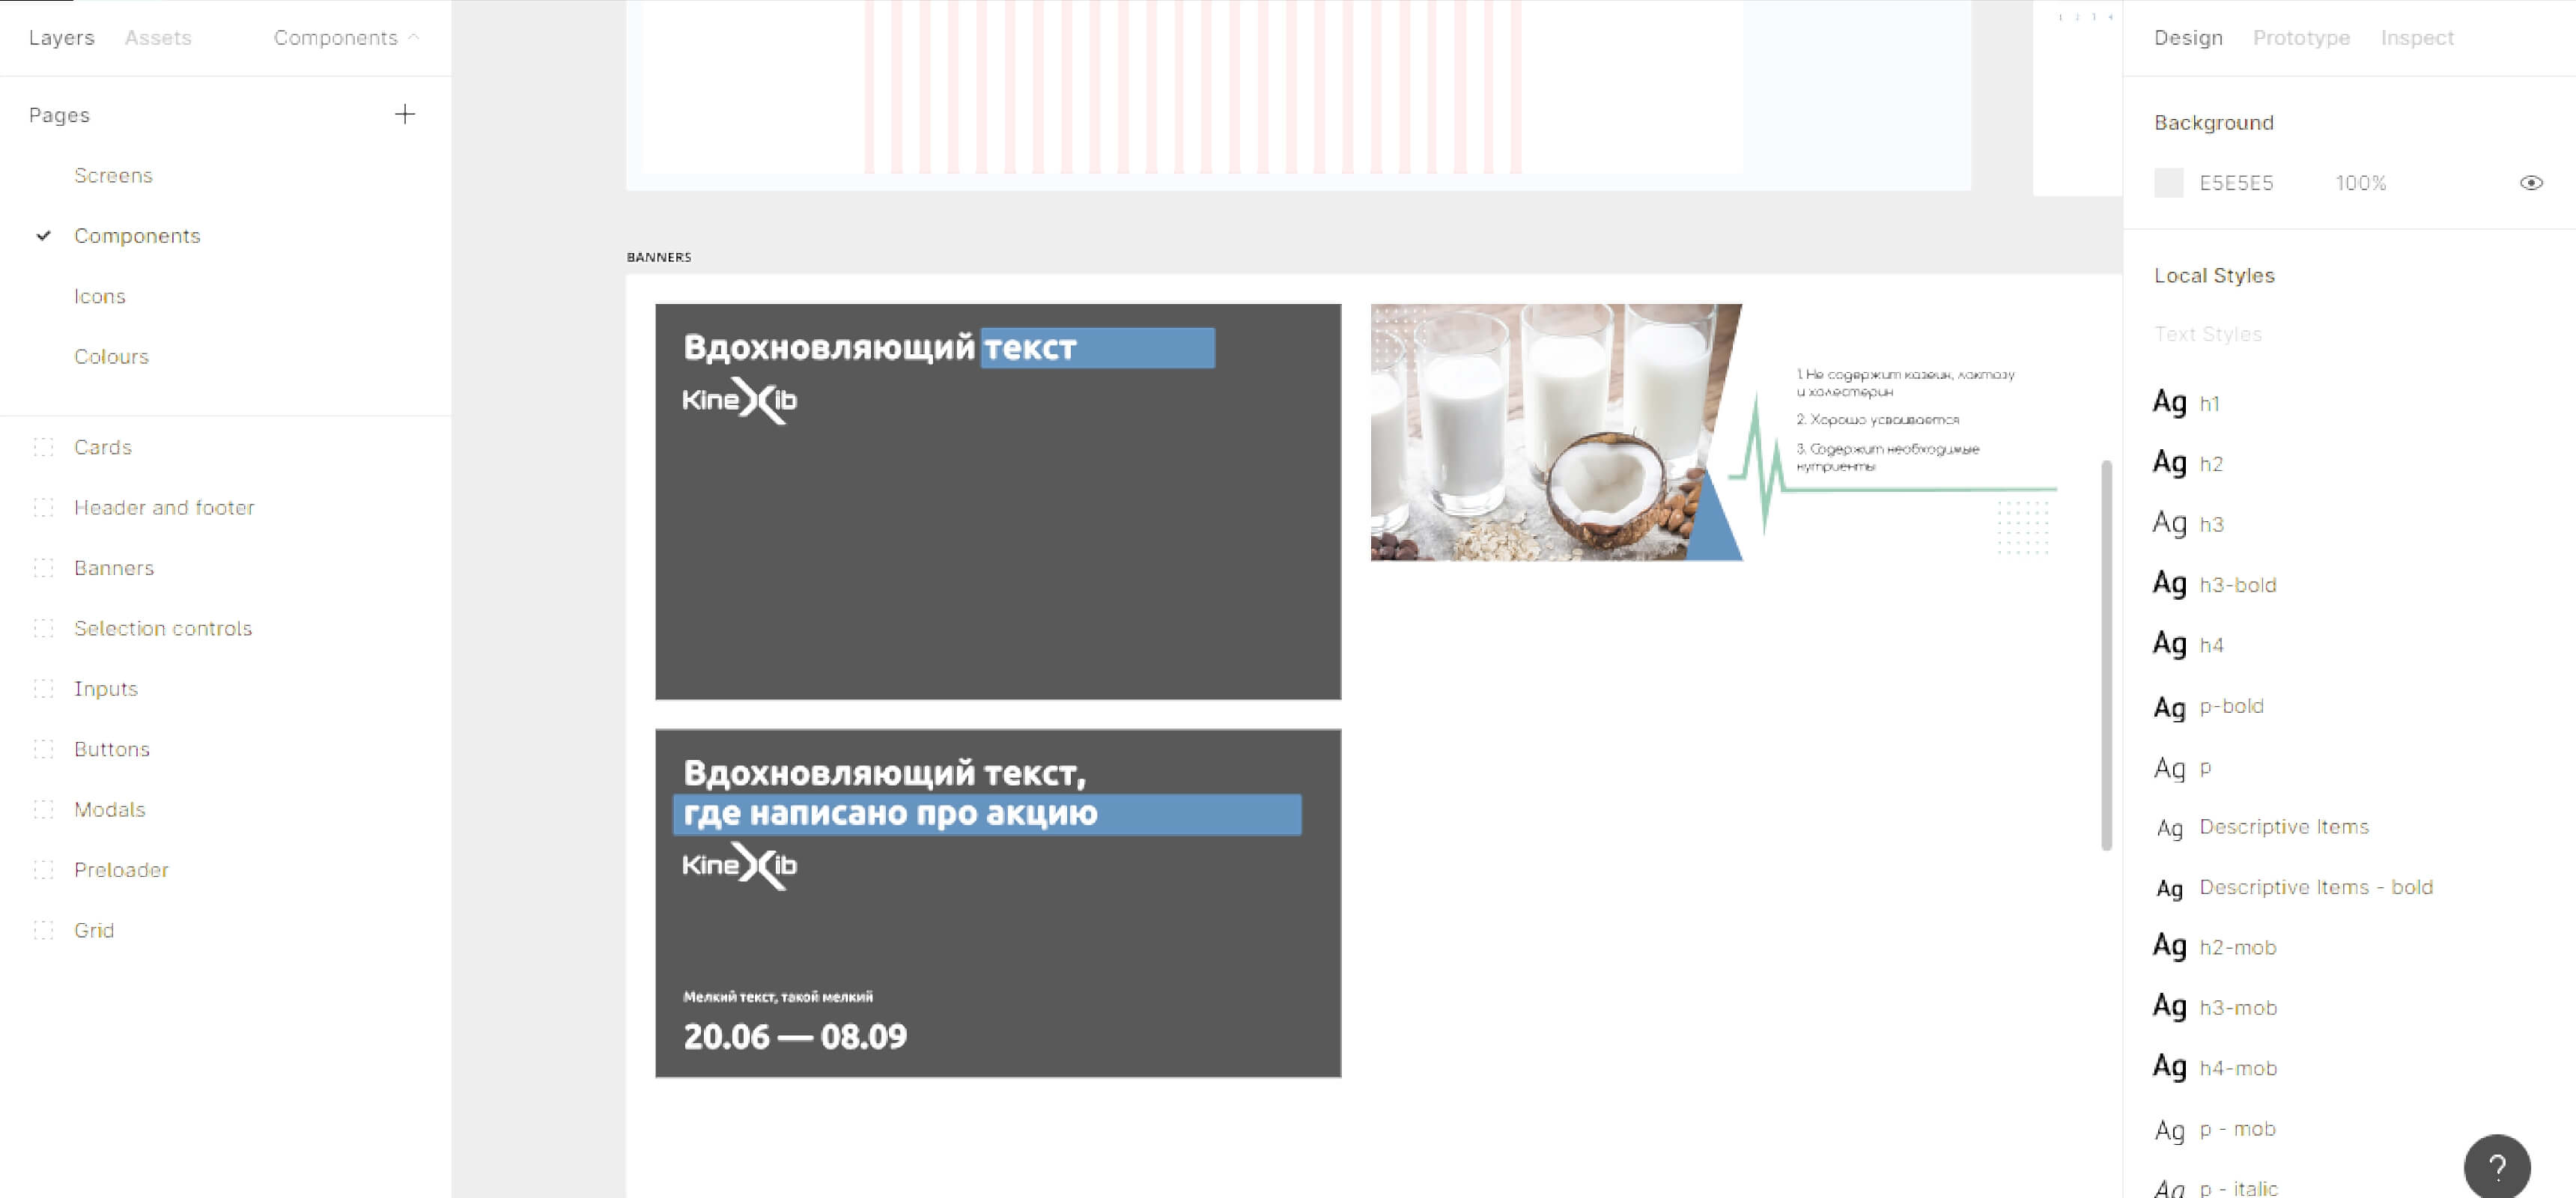 Layers
Assets
Components
Pages
Screens
Components
Icons
Colours
Cards
Header and footer
Banners
Selection controls
Inputs
Buttons
Modals
Preloader
Grid
1 2 3 4
BANNERS
Вдохновляющий текст
KineXib
1. Не содержит казеин, лактозу
и холестерин
2. Хорошо усваивается
3. Содержит необходимые
нутриенты
Вдохновляющий текст,
где написано про акцию
KineXib
Мелкий текст, такой мелкий
20.06 — 08.09
Design
Prototype
Inspect
Background
E5E5E5 100%
Local Styles
Text Styles
Ag h1
Ag h2
Ag h3
Ag h3-bold
Ag h4
Ag p-bold
Ag p
Ag Descriptive Items
Ag Descriptive Items - bold
Ag h2-mob
Ag h3-mob
Ag h4-mob
Ag p - mob
Ag p - italic
?